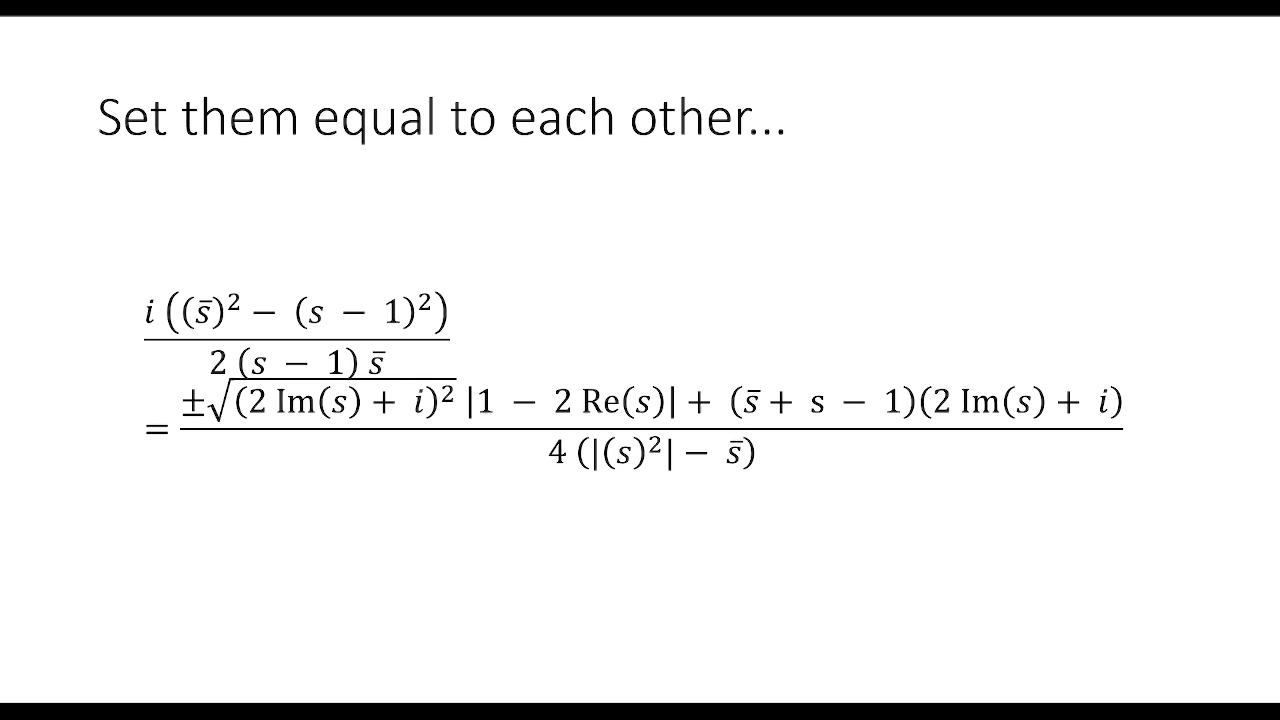 Set them equal to each other...
i ((s̄)² − (s − 1)²)
2 (s − 1) s̄
= ±√(2 Im(s) + i)² |1 − 2 Re(s)| + (s̄ + s − 1)(2 Im(s) + i)
4 (|(s)²| − s̄)